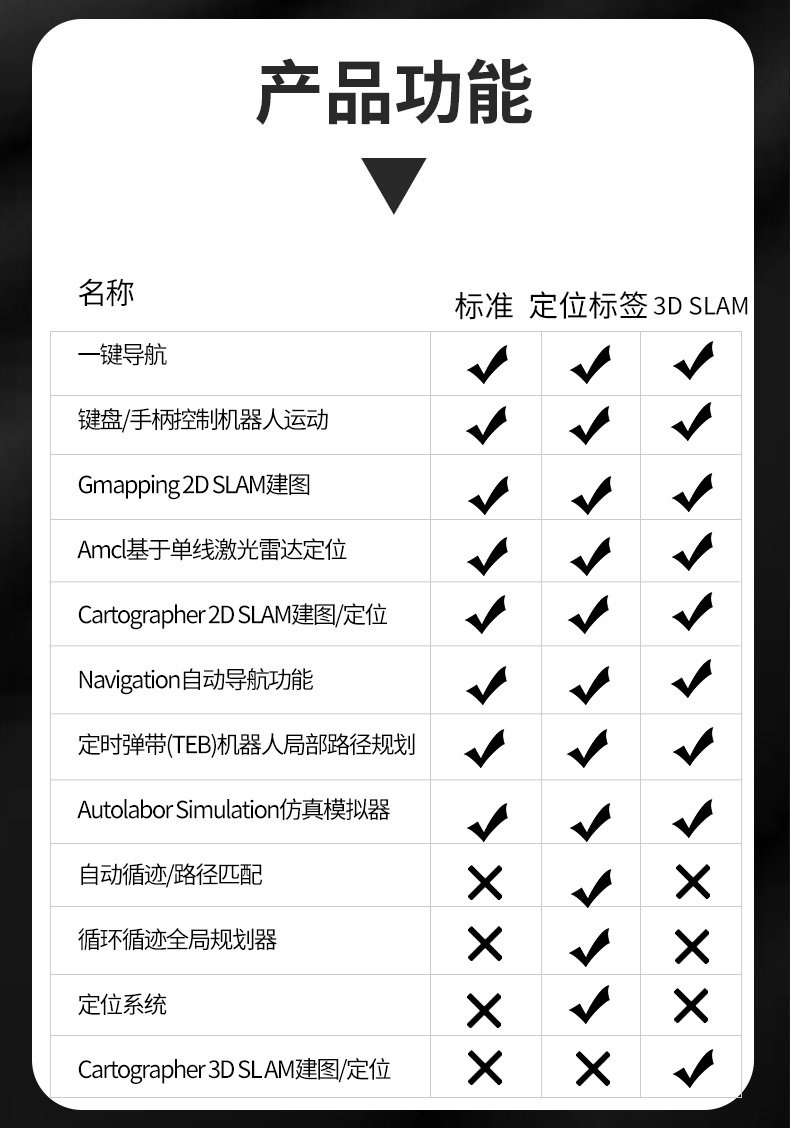 产品功能
名称 标准 定位标签 3D SLAM
一键导航 ✔ ✔ ✔
键盘/手柄控制机器人运动 ✔ ✔ ✔
Gmapping 2D SLAM建图 ✔ ✔ ✔
Amcl基于单线激光雷达定位 ✔ ✔ ✔
Cartographer 2D SLAM建图/定位 ✔ ✔ ✔
Navigation自动导航功能 ✔ ✔ ✔
定时弹带(TEB)机器人局部路径规划 ✔ ✔ ✔
Autolabor Simulation仿真模拟器 ✔ ✔ ✔
自动循迹/路径匹配 ✕ ✔ ✕
循环循迹全局规划器 ✕ ✔ ✕
定位系统 ✕ ✔ ✕
Cartographer 3D SLAM建图/定位 ✕ ✕ ✔